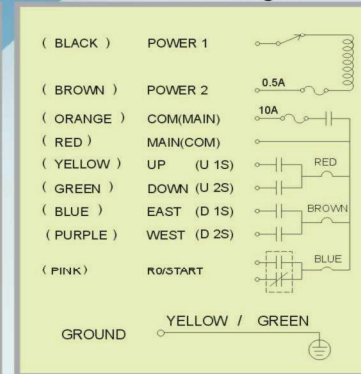 ( BLACK ) POWER 1
( BROWN ) POWER 2 0.5A
( ORANGE ) COM(MAIN) 10A
( RED ) MAIN(COM)
( YELLOW ) UP (U 1S) RED
( GREEN ) DOWN (U 2S)
( BLUE ) EAST (D 1S) BROWN
( PURPLE ) WEST (D 2S)
( PINK ) R0/START BLUE
GROUND YELLOW / GREEN